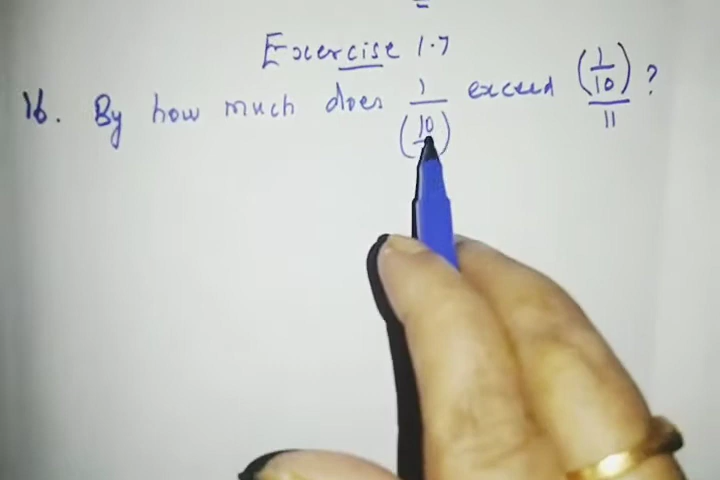 Exercise 1.7
16. By how much does 1/(10/ ) exceed (1/10)/11 ?